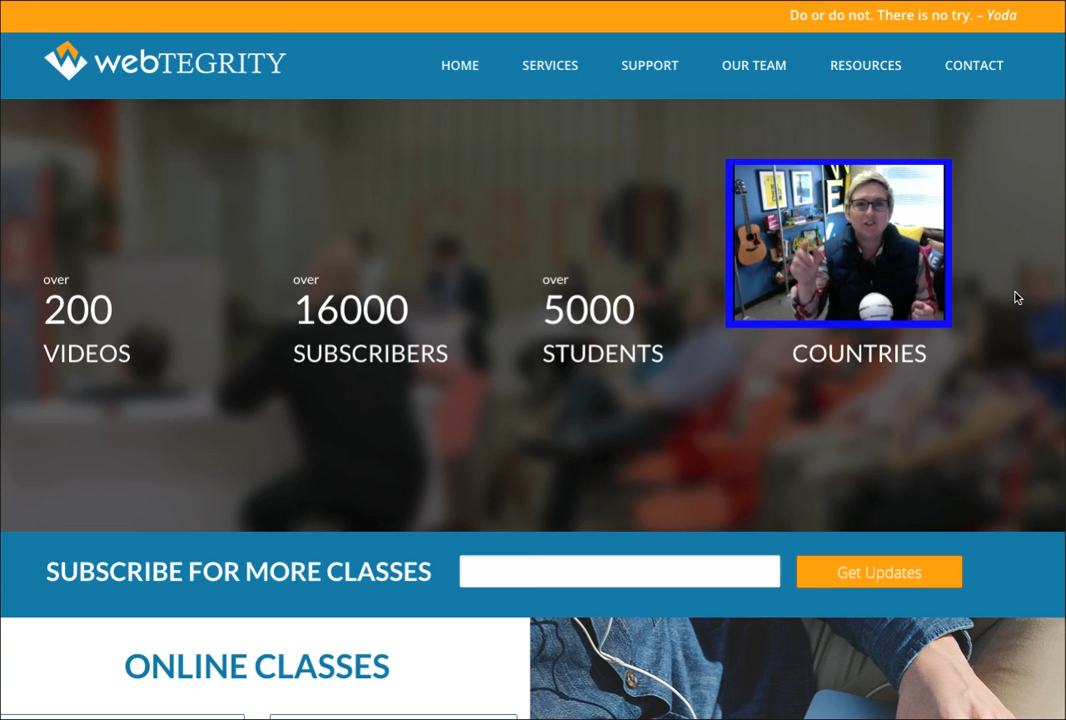 Do or do not. There is no try. – Yoda
webTEGRITY
HOME SERVICES SUPPORT OUR TEAM RESOURCES CONTACT
over over over
200 16000 5000
VIDEOS SUBSCRIBERS STUDENTS COUNTRIES
SUBSCRIBE FOR MORE CLASSES Get Updates
ONLINE CLASSES